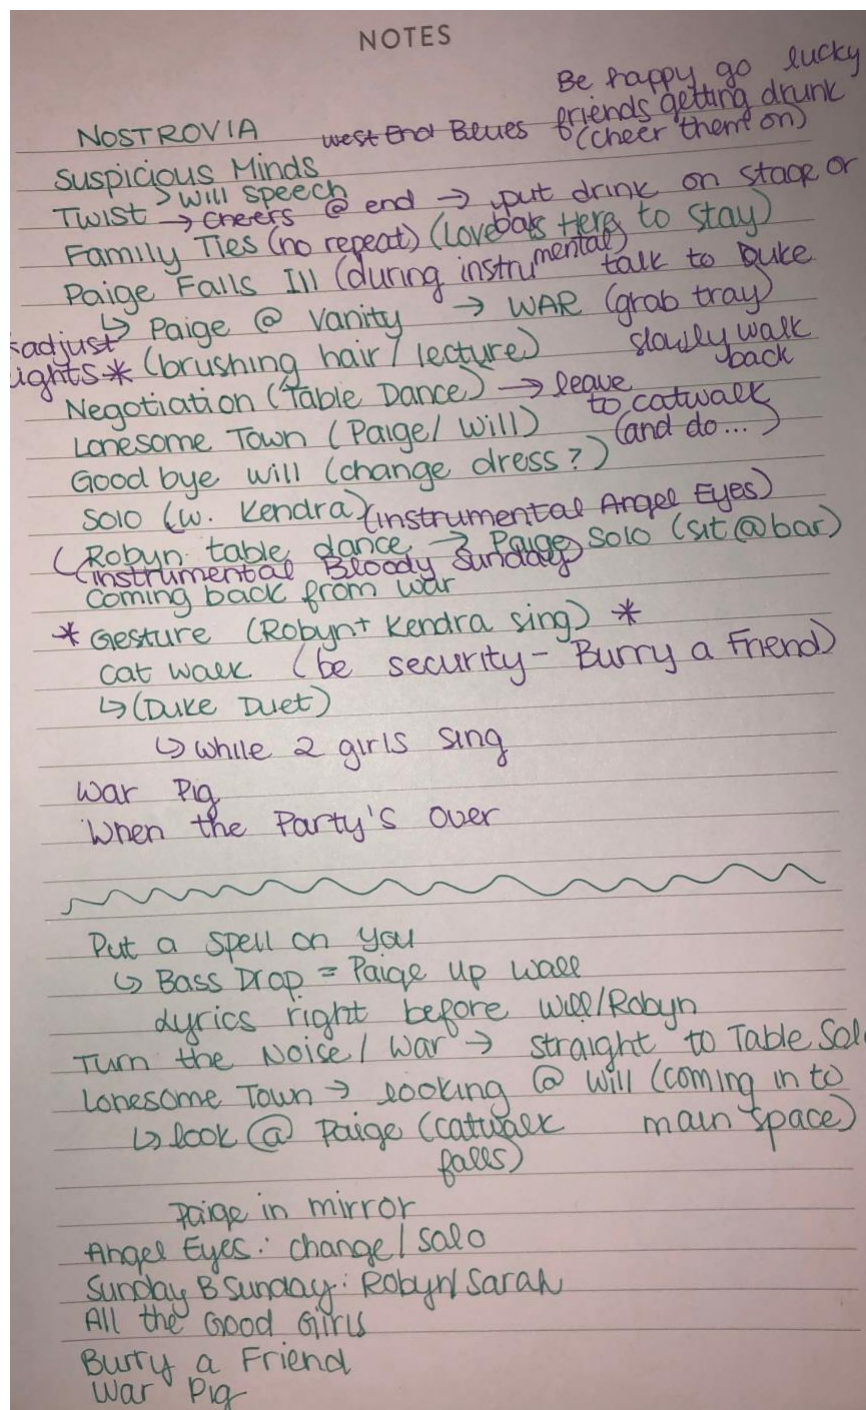 NOTES
Be happy go lucky
friends getting drunk
NOSTROVIA west End Blues (cheer them on)
Suspicious Minds
> Will speech
Twist → cheers @ end → put drink on stage or
bar
Family Ties (no repeat) (Love is Here to stay)
Paige Falls Ill (during instrumental) talk to Duke
↳ Paige @ Vanity → WAR (grab tray)
*adjust
lights* (brushing hair / lecture) slowly walk
back
Negotiation (Table Dance) → leave
to catwalk
Lonesome Town (Paige/ Will) (and do...)
Good bye Will (change dress?)
Solo (w. Kendra) (instrumental Angel Eyes)
(Robyn table dance → Paige solo (sit @ bar)
(instrumental Bloody Sunday)
Coming back from war
* Gesture (Robyn + Kendra sing) *
Cat walk (be security - Burry a Friend)
↳ (Duke Duet)
↳ while 2 girls sing
War Pig
When the Party's Over
Put a spell on you
↳ Bass Drop = Paige up wall
Lyrics right before Will/Robyn
Turn the Noise / War → straight to Table Solo
Lonesome Town → looking @ Will (coming in to
↳ look @ Paige (catwalk main space)
falls)
Paige in mirror
Angel Eyes: change / solo
Sunday B Sunday: Robyn/Sarah
All the Good Girls
Burry a Friend
War Pig